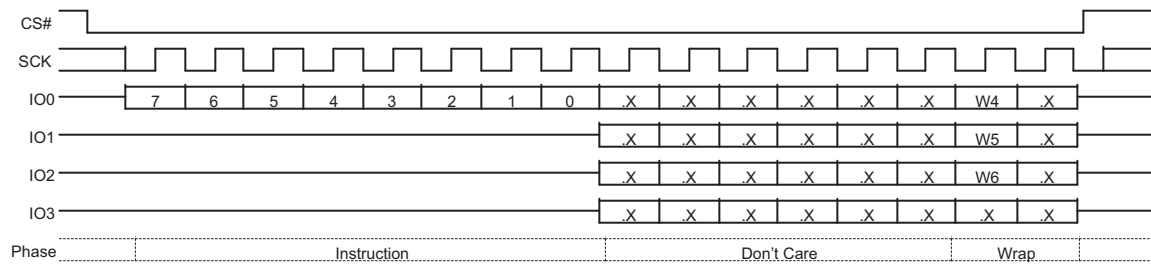 CS#
SCK
IO0 7 6 5 4 3 2 1 0 .X .X .X .X .X .X W4 .X
IO1 .X .X .X .X .X .X W5 .X
IO2 .X .X .X .X .X .X W6 .X
IO3 .X .X .X .X .X .X .X .X
Phase Instruction Don't Care Wrap